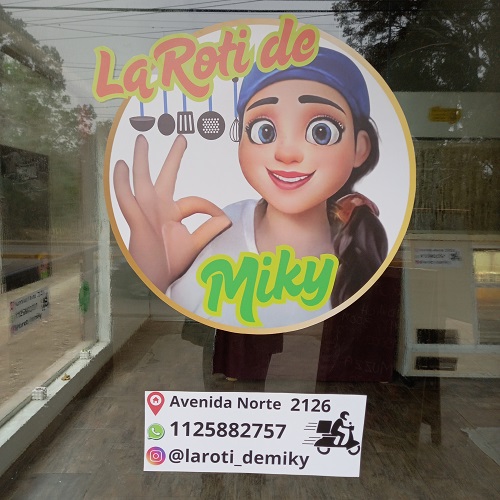 La Roti de
Miky
Avenida Norte 2126
1125882757
@laroti_demiky